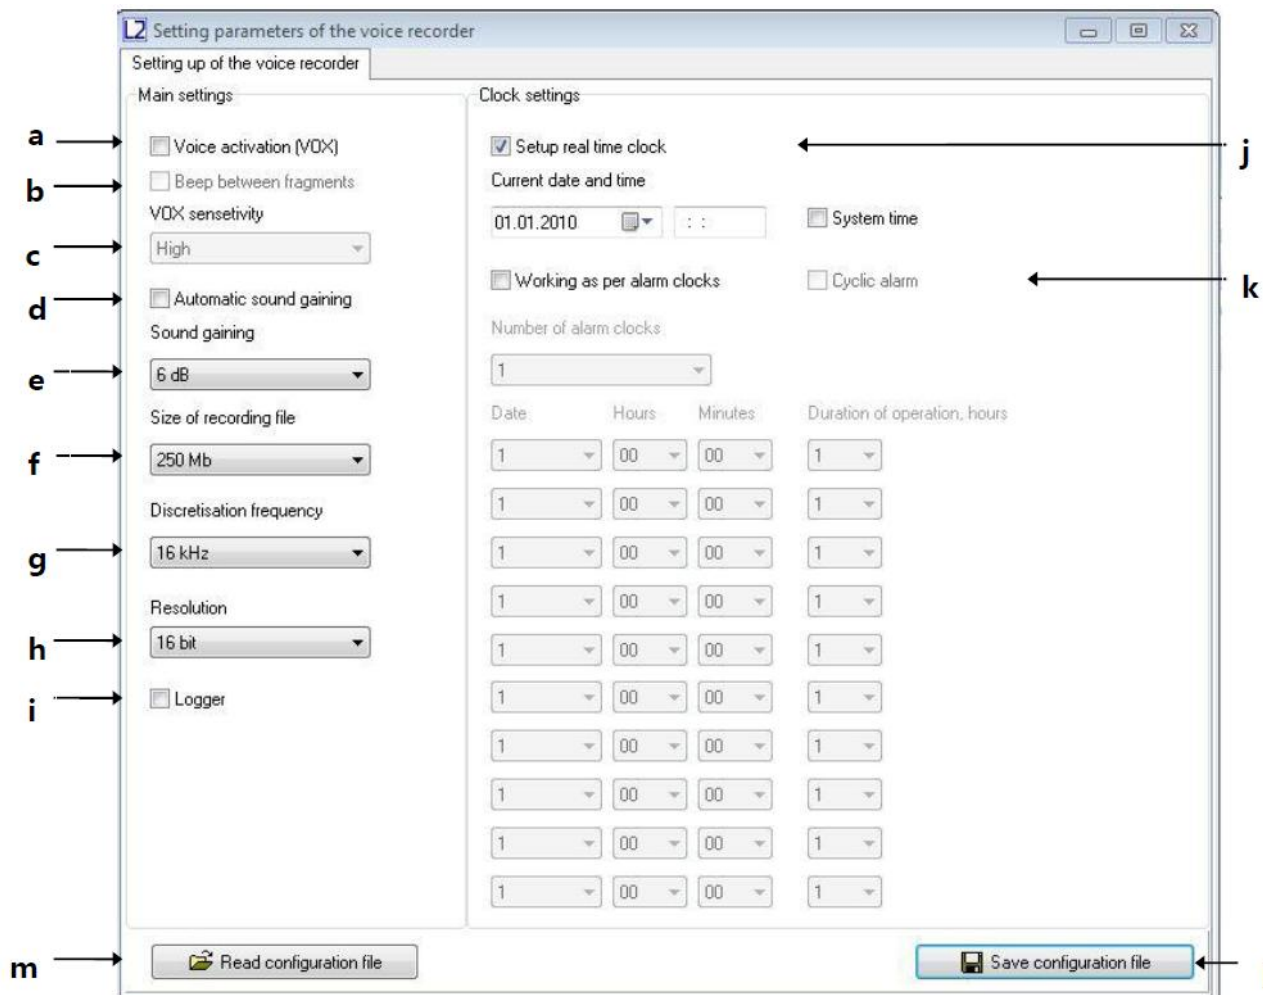 L2 Setting parameters of the voice recorder
Setting up of the voice recorder
Main settings
a
Voice activation (VOX)
b
Beep between fragments
VOX sensetivity
c
High
d
Automatic sound gaining
Sound gaining
e
6 dB
Size of recording file
f
250 Mb
Discretisation frequency
g
16 kHz
Resolution
h
16 bit
i
Logger
Clock settings
Setup real time clock
j
Current date and time
01.01.2010 : :
System time
Working as per alarm clocks
Cyclic alarm
k
Number of alarm clocks
1
Date Hours Minutes Duration of operation, hours
1 00 00 1
1 00 00 1
1 00 00 1
1 00 00 1
1 00 00 1
1 00 00 1
1 00 00 1
1 00 00 1
1 00 00 1
1 00 00 1
m
Read configuration file
Save configuration file